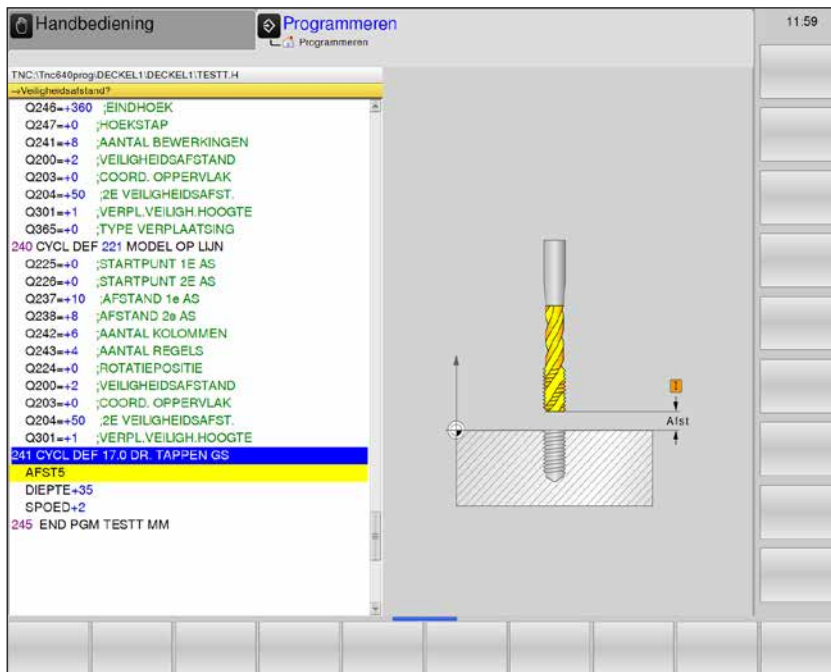 Handbediening
Programmeren
Programmeren
11:59
TNC:\Tnc640prog\DECKEL1\DECKEL1\TESTT.H
→Veiligheidsafstand?
Q246=+360 ;EINDHOEK
Q247=+0 ;HOEKSTAP
Q241=+8 ;AANTAL BEWERKINGEN
Q200=+2 ;VEILIGHEIDSAFSTAND
Q203=+0 ;COORD. OPPERVLAK
Q204=+50 ;2E VEILIGHEIDSAFST.
Q301=+1 ;VERPL.VEILIGH.HOOGTE
Q365=+0 ;TYPE VERPLAATSING
240 CYCL DEF 221 MODEL OP LIJN
Q225=+0 ;STARTPUNT 1E AS
Q226=+0 ;STARTPUNT 2E AS
Q237=+10 ;AFSTAND 1e AS
Q238=+8 ;AFSTAND 2e AS
Q242=+6 ;AANTAL KOLOMMEN
Q243=+4 ;AANTAL REGELS
Q224=+0 ;ROTATIEPOSITIE
Q200=+2 ;VEILIGHEIDSAFSTAND
Q203=+0 ;COORD. OPPERVLAK
Q204=+50 ;2E VEILIGHEIDSAFST.
Q301=+1 ;VERPL.VEILIGH.HOOGTE
241 CYCL DEF 17.0 DR. TAPPEN GS
AFST5
DIEPTE+35
SPOED+2
245 END PGM TESTT MM
I
Afst